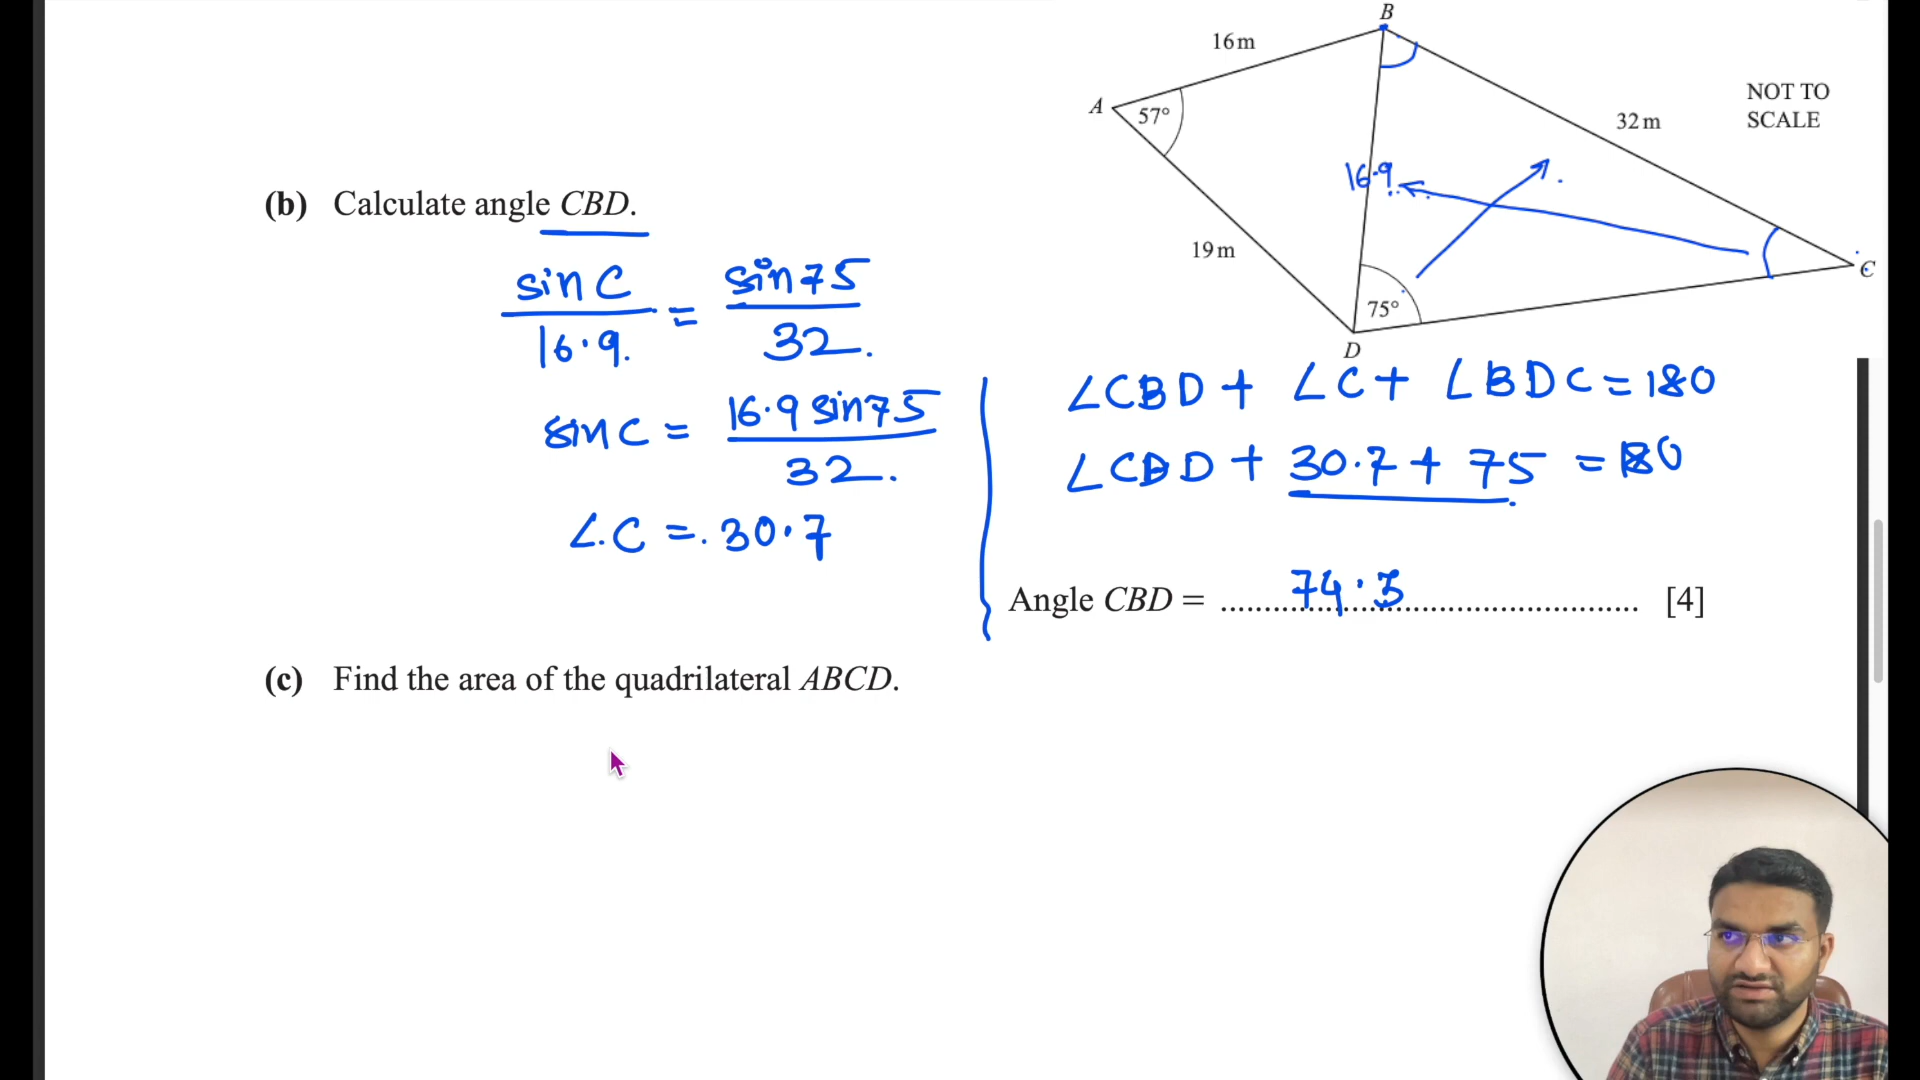 B
16m
A
57°
NOT TO
SCALE
32m
16.9
19m
C
75°
D
(b) Calculate angle CBD.
sin C / 16.9 = sin 75 / 32
sin C = 16.9 sin 75 / 32
∠C = 30.7
∠CBD + ∠C + ∠BDC = 180
∠CBD + 30.7 + 75 = 180
Angle CBD = 74.3 [4]
(c) Find the area of the quadrilateral ABCD.